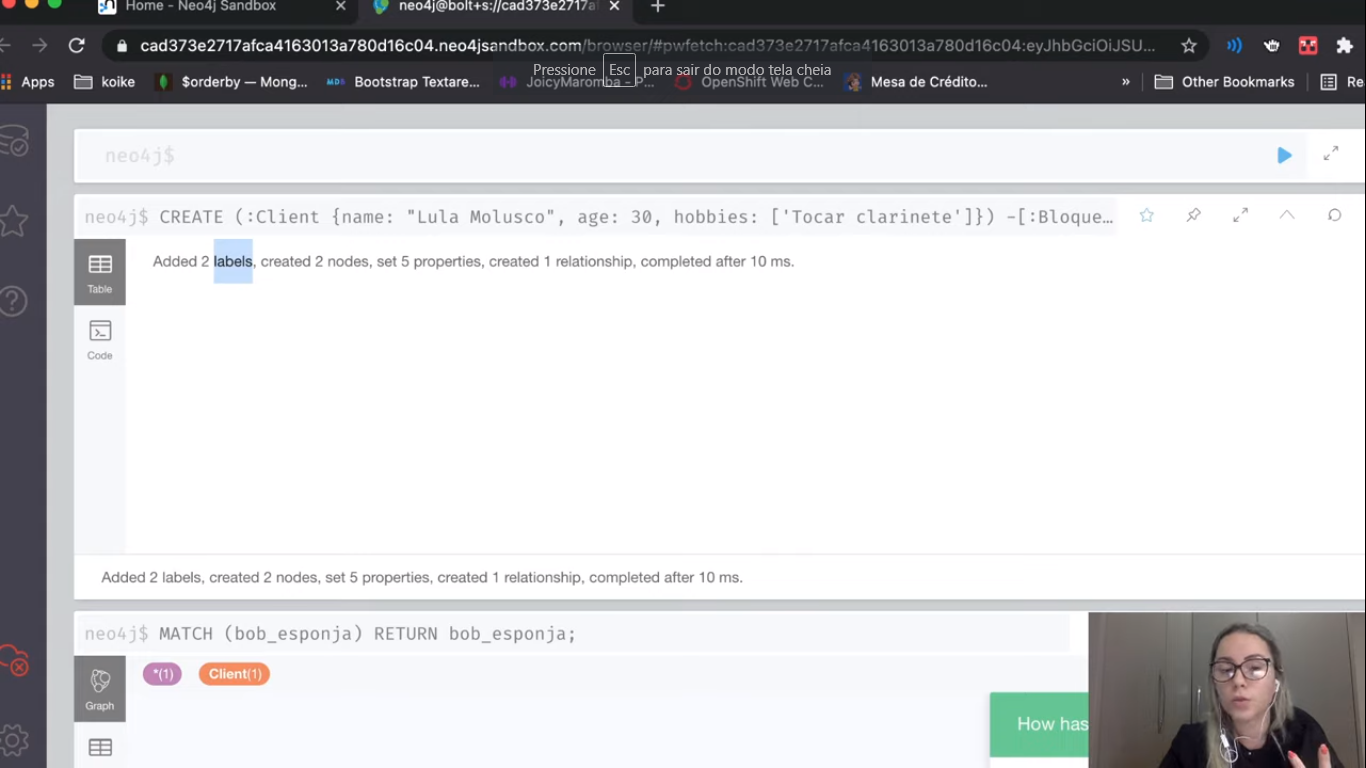 Home - Neo4j Sandbox
neo4j@bolt+s://cad373e2717af
cad373e2717afca4163013a780d16c04.neo4jsandbox.com/browser/#pwfetch:cad373e2717afca4163013a780d16c04:eyJhbGciOiJSU...
Pressione Esc para sair do modo tela cheia
Apps koike $orderby — Mong... Bootstrap Textare... JoicyMaromba - P... OpenShift Web C... Mesa de Crédito... » Other Bookmarks Re
neo4j$
neo4j$ CREATE (:Client {name: "Lula Molusco", age: 30, hobbies: ['Tocar clarinete']}) -[:Bloque…
Added 2 labels, created 2 nodes, set 5 properties, created 1 relationship, completed after 10 ms.
Table
Code
Added 2 labels, created 2 nodes, set 5 properties, created 1 relationship, completed after 10 ms.
neo4j$ MATCH (bob_esponja) RETURN bob_esponja;
*(1) Client(1)
Graph
How has